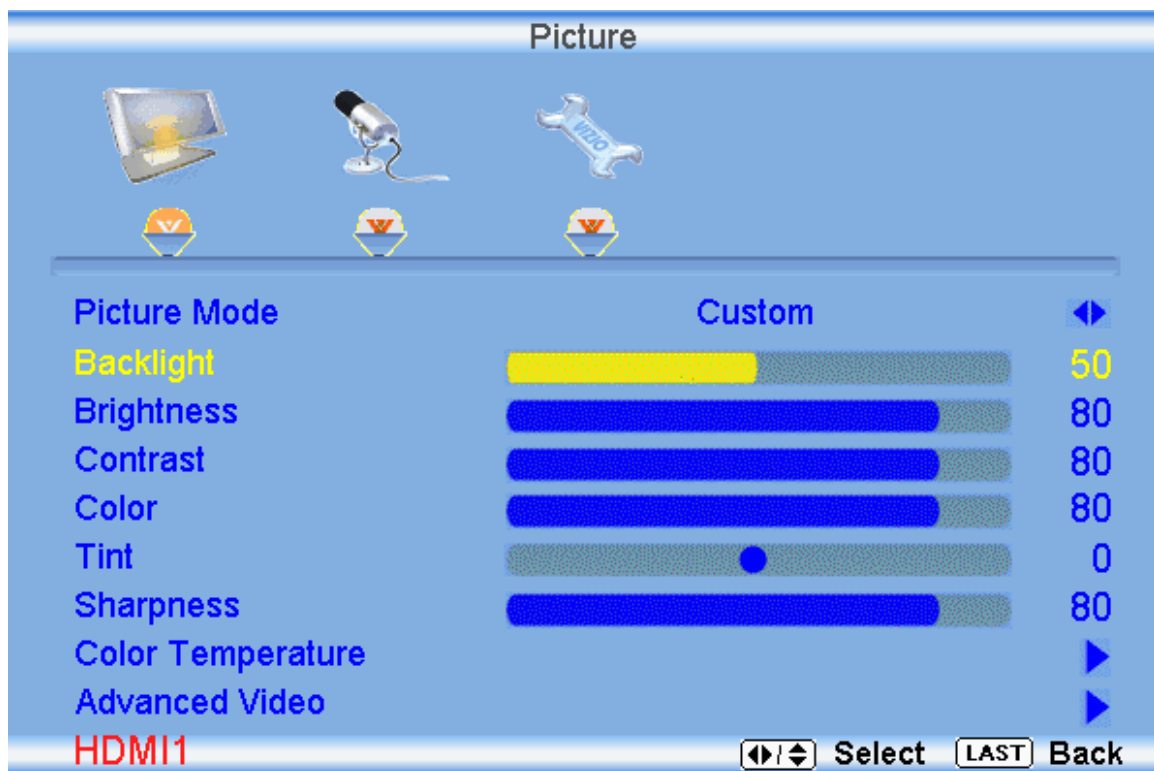 Picture
VIZIO
Picture Mode Custom
Backlight 50
Brightness 80
Contrast 80
Color 80
Tint 0
Sharpness 80
Color Temperature
Advanced Video
HDMI1 / Select LAST Back